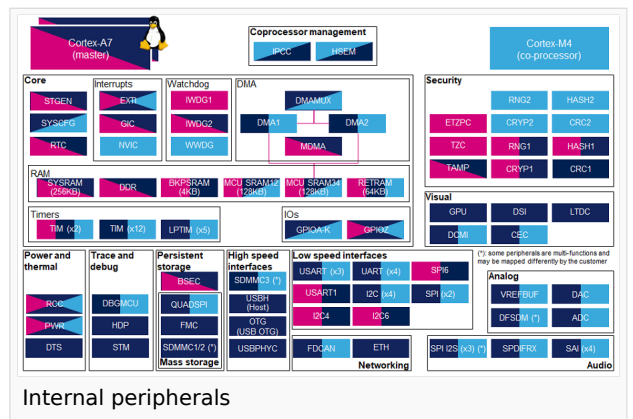 Cortex-A7
(master)
Coprocessor management
IPCC
HSEM
Cortex-M4
(co-processor)
Core
STGEN
SYSCFG
RTC
Interrupts
EXTI
GIC
NVIC
Watchdog
IWDG1
IWDG2
WWDG
DMA
DMAMUX
DMA1
DMA2
MDMA
Security
RNG2
HASH2
ETZPC
CRYP2
CRC2
TZC
RNG1
HASH1
TAMP
CRYP1
CRC1
RAM
SYSRAM
(256KB)
DDR
BKPSRAM
(4KB)
MCU SRAM12
(128KB)
MCU SRAM34
(128KB)
RETRAM
(64KB)
Timers
TIM (x2)
TIM (x12)
LPTIM (x5)
IOs
GPIOA-K
GPIOZ
Visual
GPU
DSI
LTDC
DCMI
CEC
(*): some peripherals are multi-functions and
may be mapped differently by the customer
Power and
thermal
RCC
PWR
DTS
Trace and
debug
DBGMCU
HDP
STM
Persistent
storage
BSEC
QUADSPI
FMC
SDMMC1/2 (*)
Mass storage
High speed
interfaces
SDMMC3 (*)
USBH
(Host)
OTG
(USB OTG)
USBPHYC
Low speed interfaces
USART (x3)
UART (x4)
SPI6
USART1
I2C (x4)
SPI (x2)
I2C4
I2C6
FDCAN
ETH
Networking
Analog
VREFBUF
DAC
DFSDM (*)
ADC
SPI I2S (x3) (*)
SPDIFRX
SAI (x4)
Audio
Internal peripherals